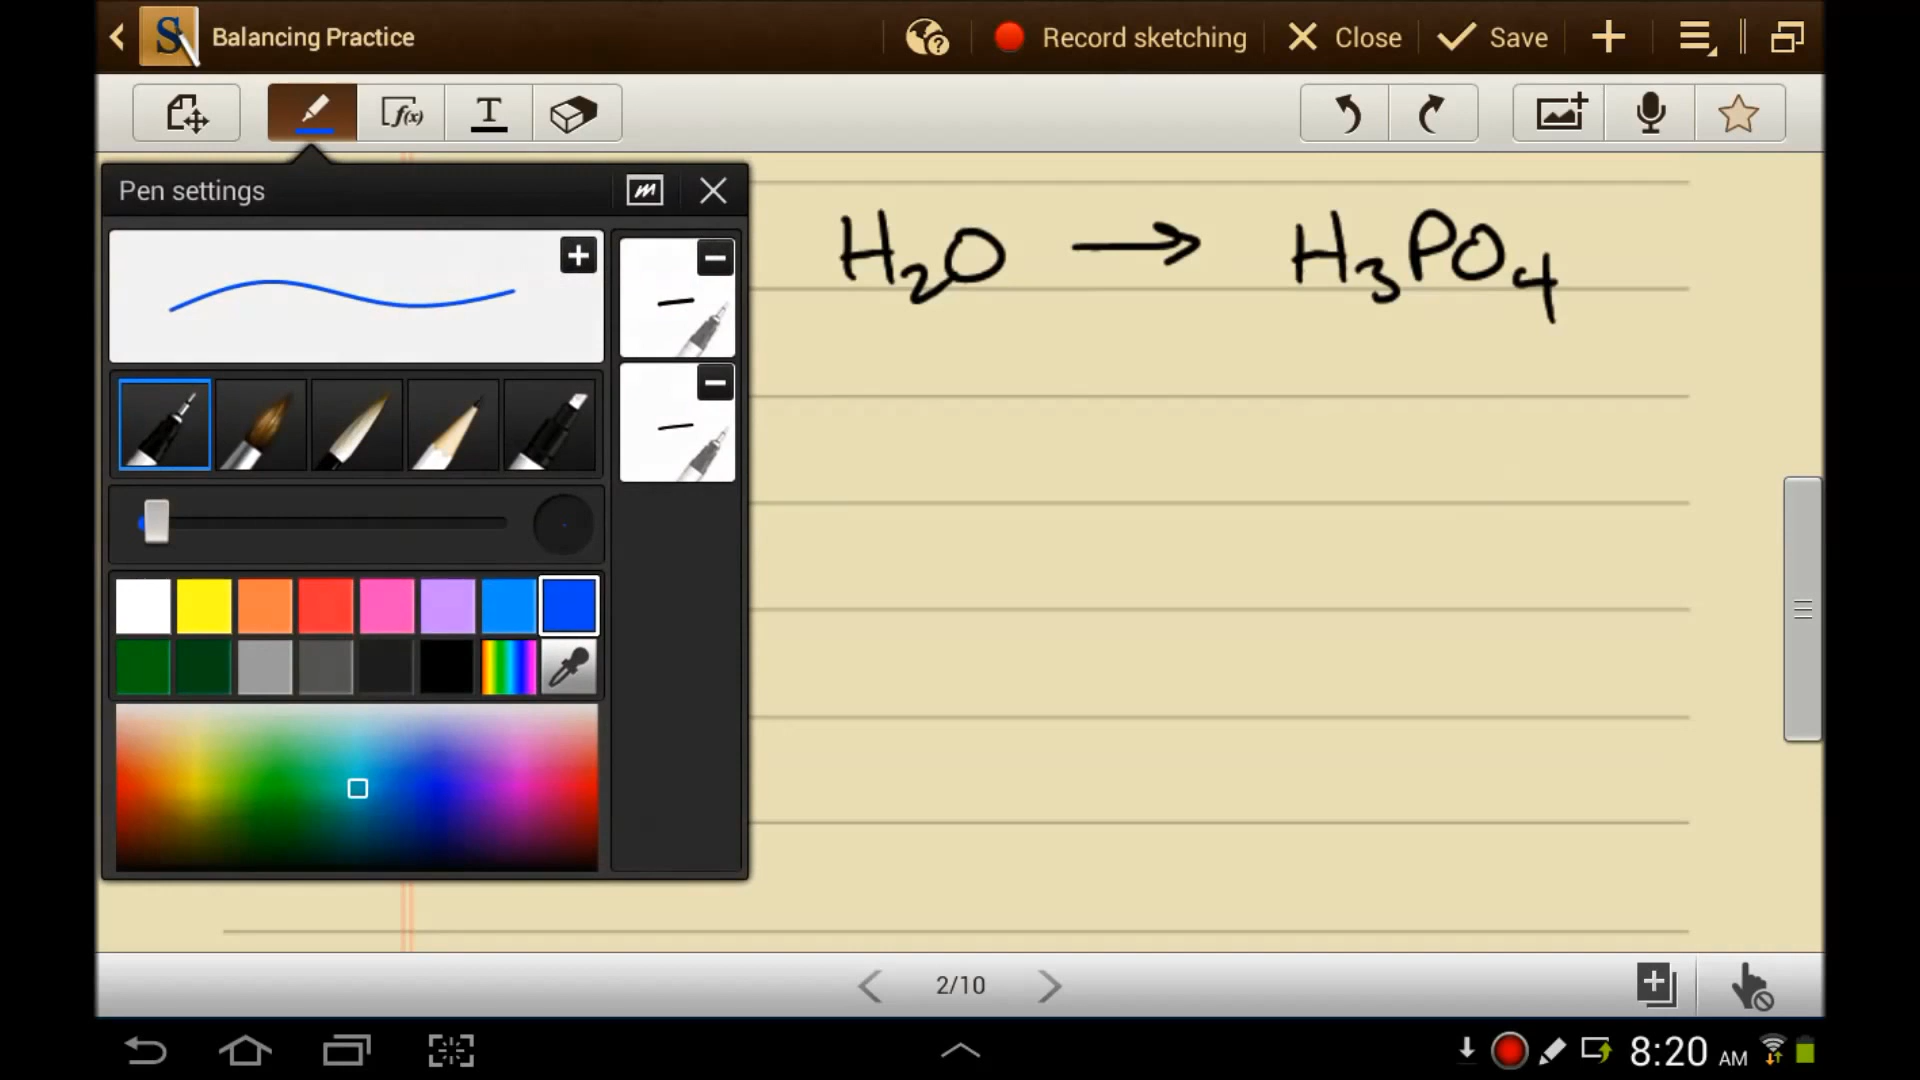 Balancing Practice Record sketching Close Save
f(x) T
Pen settings
H₂O → H₃PO₄
2/10
8:20 AM